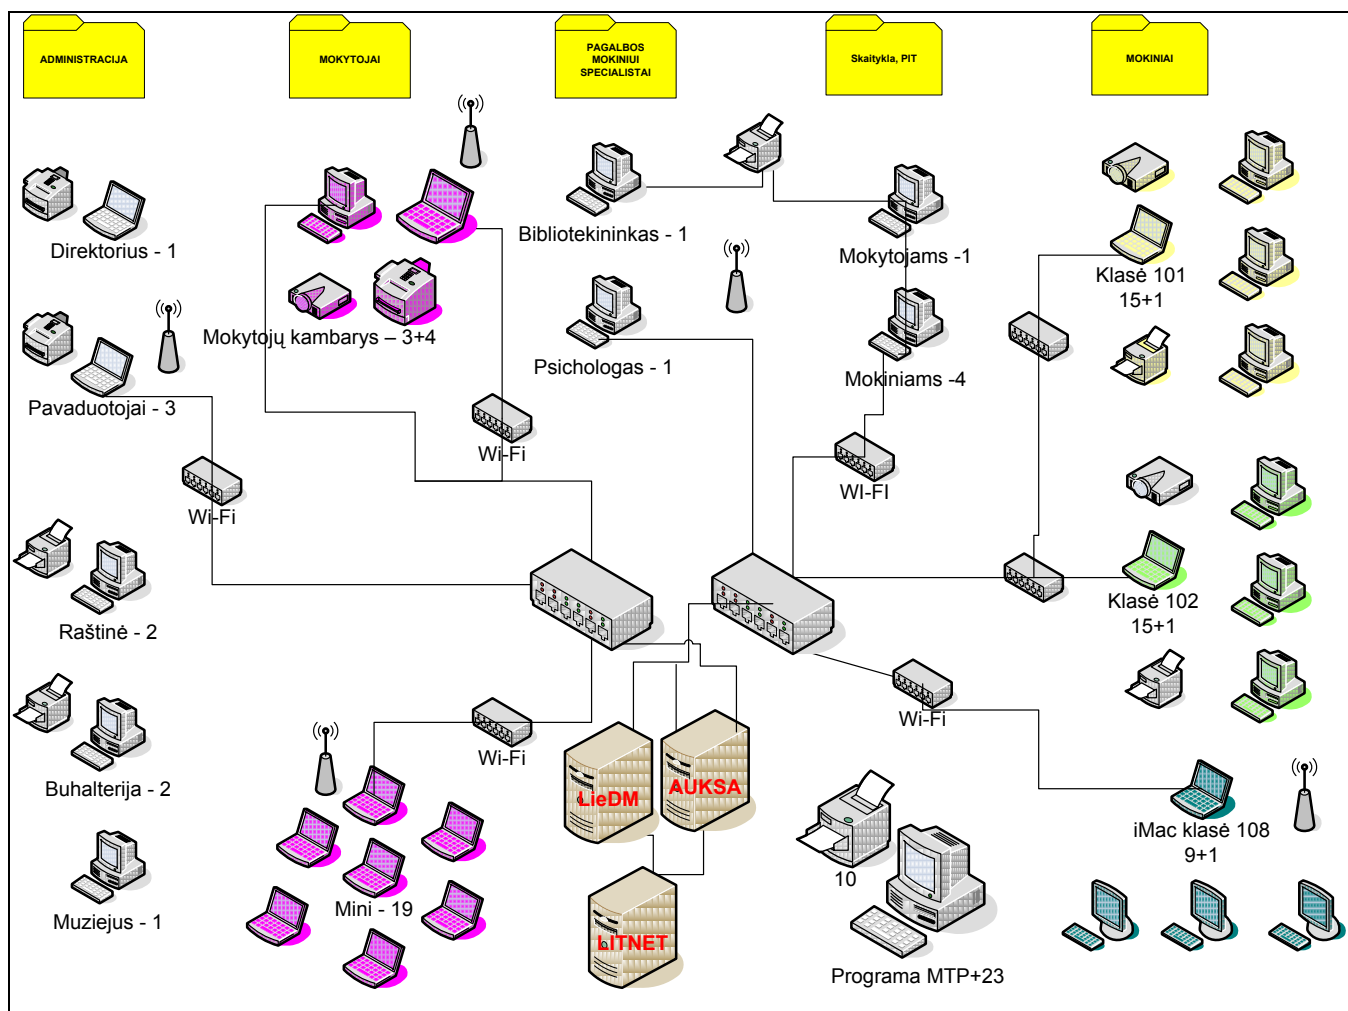 ADMINISTRACIJA
MOKYTOJAI
PAGALBOS
MOKINIUI
SPECIALISTAI
Skaitykla, PIT
MOKINIAI
Direktorius - 1
Pavaduotojai - 3
Wi-Fi
Raštinė - 2
Buhalterija - 2
Muziejus - 1
Mokytojų kambarys – 3+4
Wi-Fi
Wi-Fi
Mini - 19
Bibliotekininkas - 1
Psichologas - 1
LieDM
AUKSA
LITNET
Mokytojams -1
Mokiniams -4
WI-FI
Wi-Fi
10
Programa MTP+23
Klasė 101
15+1
Klasė 102
15+1
iMac klasė 108
9+1